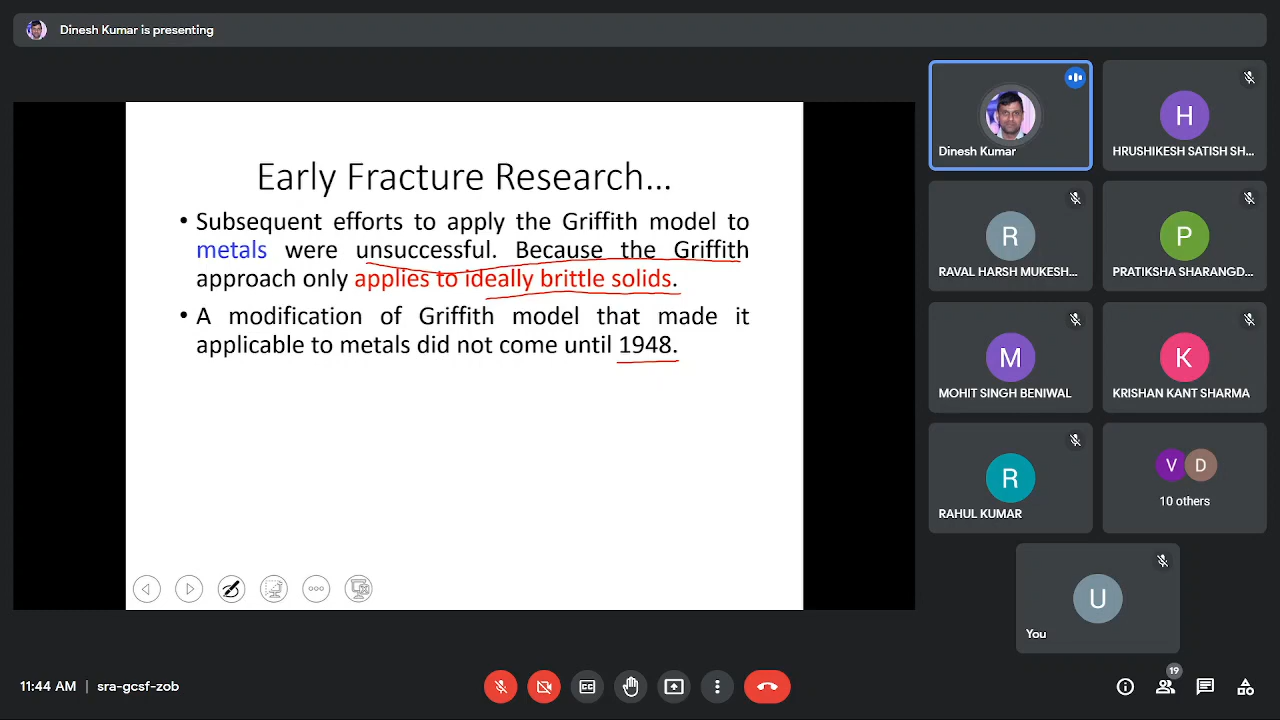 Dinesh Kumar is presenting
Early Fracture Research...
• Subsequent efforts to apply the Griffith model to
metals were unsuccessful. Because the Griffith
approach only applies to ideally brittle solids.
• A modification of Griffith model that made it
applicable to metals did not come until 1948.
Dinesh Kumar
H
HRUSHIKESH SATISH SH...
R
RAVAL HARSH MUKESH...
P
PRATIKSHA SHARANGD...
M
MOHIT SINGH BENIWAL
K
KRISHAN KANT SHARMA
R
RAHUL KUMAR
V D
10 others
U
You
11:44 AM | sra-gcsf-zob
CC
19